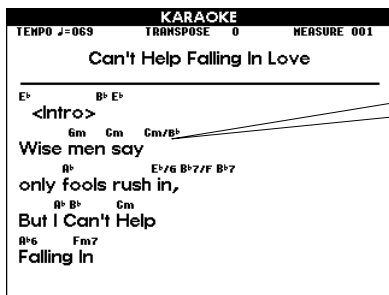 KARAOKE
TEMPO ♩=069 TRANSPOSE 0 MEASURE 001
Can't Help Falling In Love
E♭ B♭ E♭
<Intro>
Gm Cm Cm/B♭
Wise men say
A♭ E♭/G B♭7/F B♭7
only fools rush in,
A♭ B♭ Cm
But I Can't Help
A♭6 Fm7
Falling In